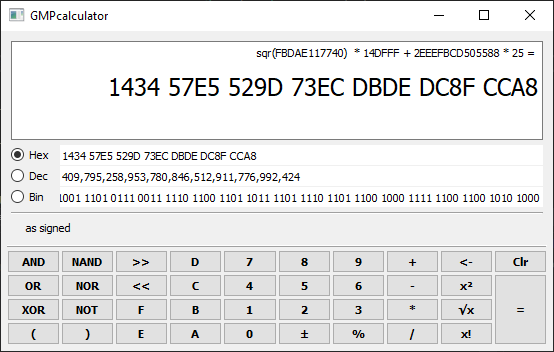 GMPcalculator
sqr(FBDAE117740) * 14DFFF + 2EEEFBCD505588 * 25 =
1434 57E5 529D 73EC DBDE DC8F CCA8
Hex 1434 57E5 529D 73EC DBDE DC8F CCA8
Dec 409,795,258,953,780,846,512,911,776,992,424
Bin 1001 1101 0111 0011 1110 1100 1101 1011 1101 1110 1101 1100 1000 1111 1100 1100 1010 1000
as signed
AND NAND >> D 7 8 9 + <- Clr
OR NOR << C 4 5 6 - x²
XOR NOT F B 1 2 3 * √x =
( ) E A 0 ± % / x!